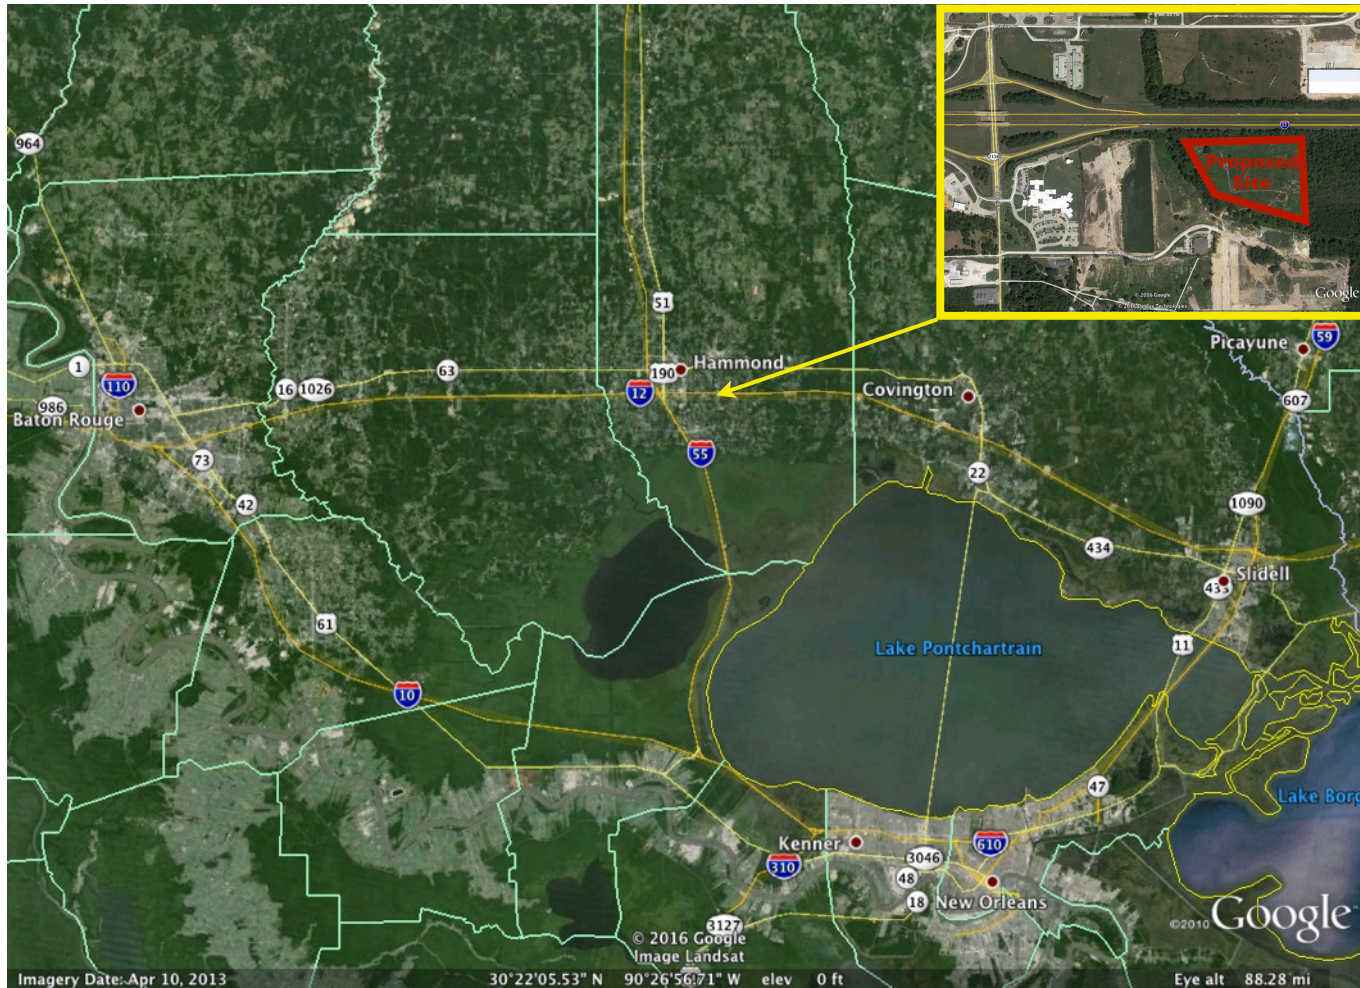 Proposed
Site
© 2016 Google
Google
964
51
Picayune
59
1
110
63
190
Hammond
16
1026
12
Covington
607
986
Baton Rouge
73
55
22
42
1090
434
Slidell
433
61
11
Lake Pontchartrain
10
47
Lake Borg
Kenner
610
3046
310
48
18
New Orleans
3127
© 2016 Google
Image Landsat
©2010 Google
Imagery Date: Apr 10, 2013
30°22'05.53" N 90°26'56.71" W elev 0 ft
Eye alt 88.28 mi